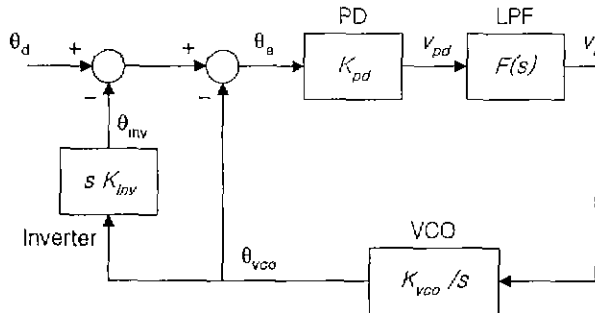 PD
LPF
θd
+
+
θe
Kpd
vpd
F(s)
−
−
θinv
s Kinv
Inverter
θvco
VCO
Kvco /s